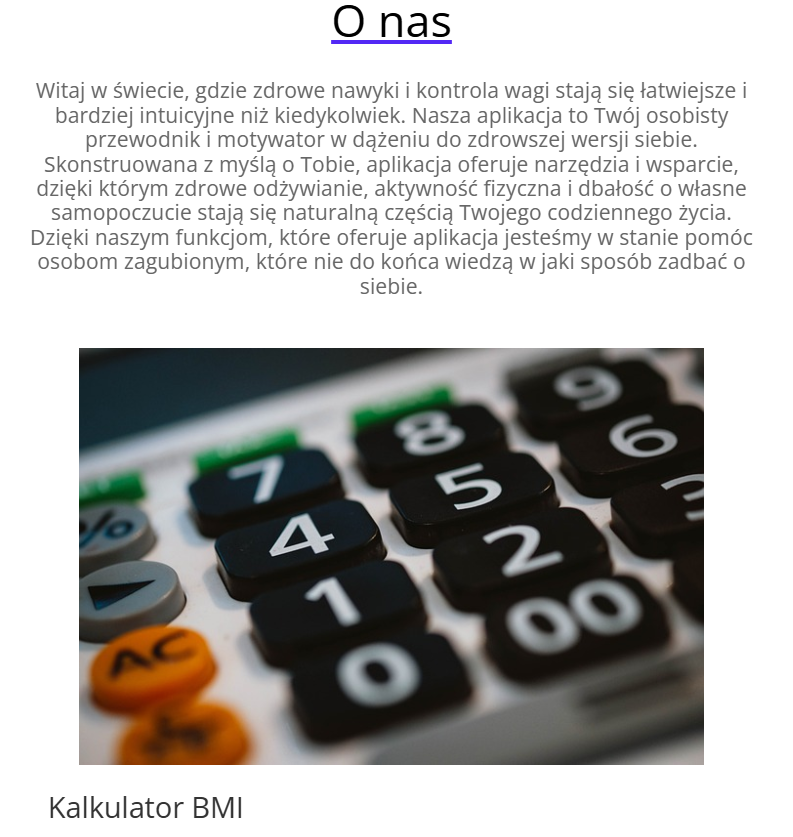 O nas
Witaj w świecie, gdzie zdrowe nawyki i kontrola wagi stają się łatwiejsze i
bardziej intuicyjne niż kiedykolwiek. Nasza aplikacja to Twój osobisty
przewodnik i motywator w dążeniu do zdrowszej wersji siebie.
Skonstruowana z myślą o Tobie, aplikacja oferuje narzędzia i wsparcie,
dzięki którym zdrowe odżywianie, aktywność fizyczna i dbałość o własne
samopoczucie stają się naturalną częścią Twojego codziennego życia.
Dzięki naszym funkcjom, które oferuje aplikacja jesteśmy w stanie pomóc
osobom zagubionym, które nie do końca wiedzą w jaki sposób zadbać o
siebie.
7 8 9
% 4 5 6
1 2 3
AC 0 00
Kalkulator BMI